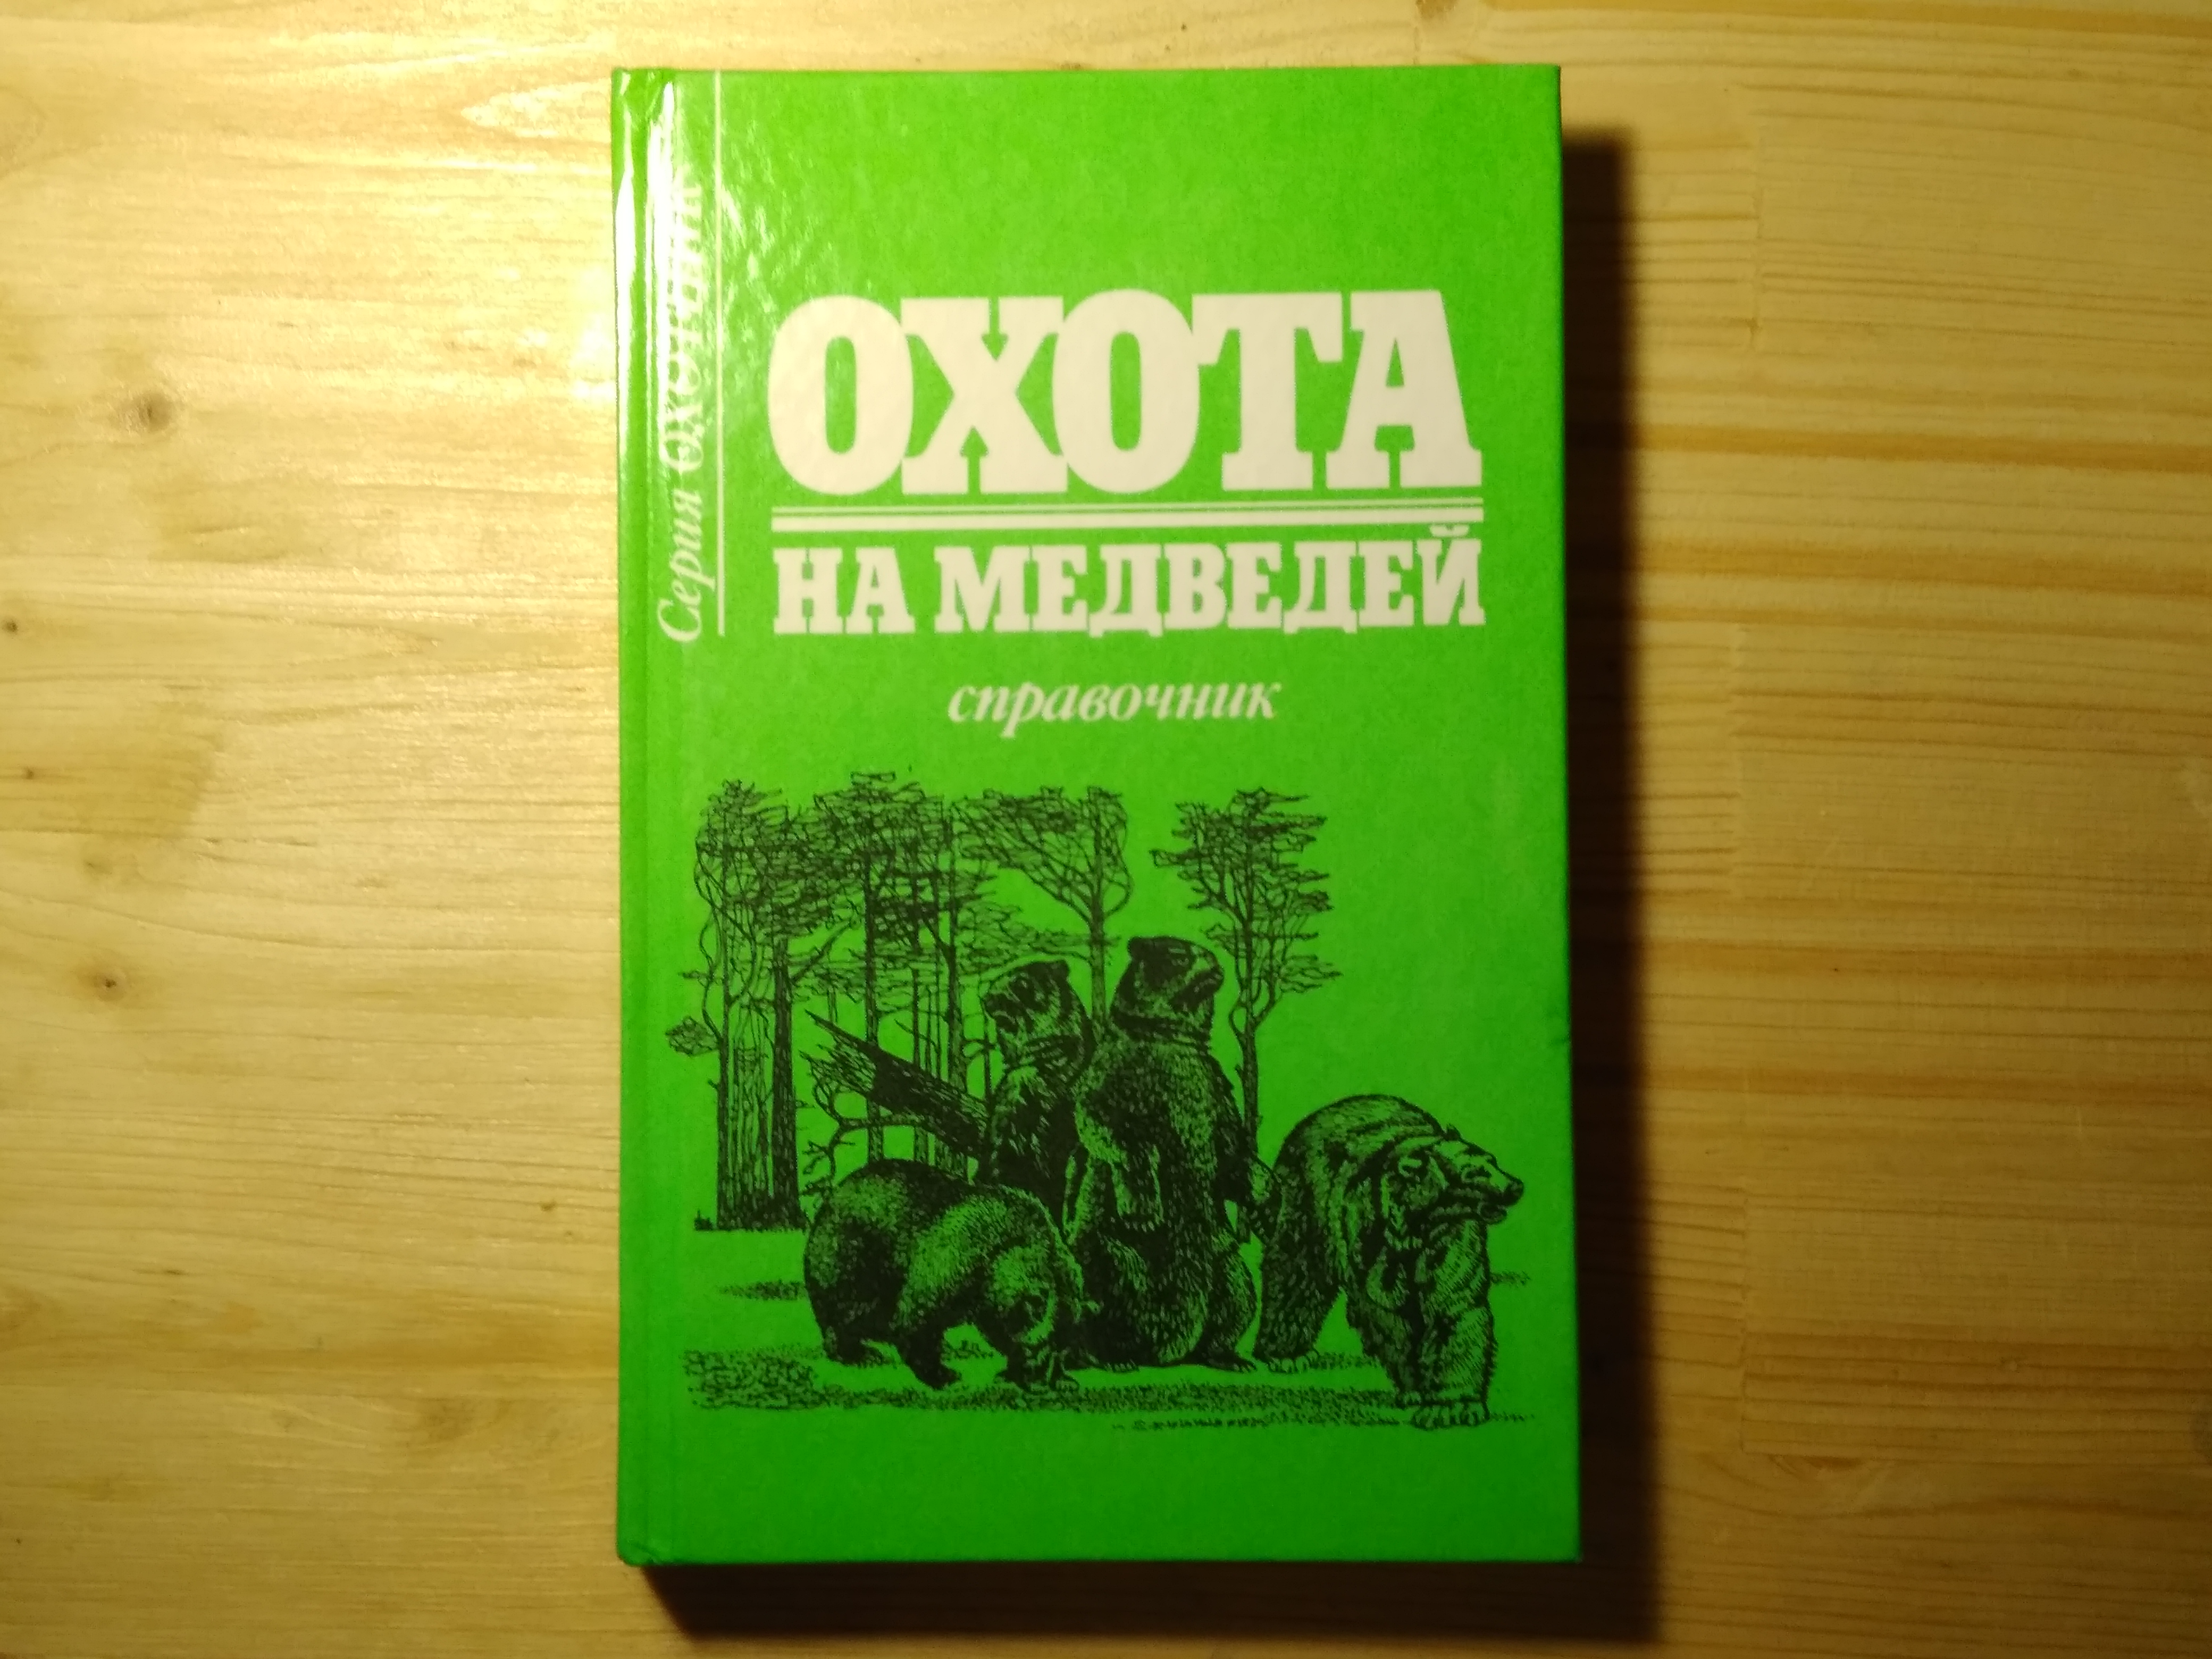 Серия ОХОТНИК
ОХОТА
НА МЕДВЕДЕЙ
справочник